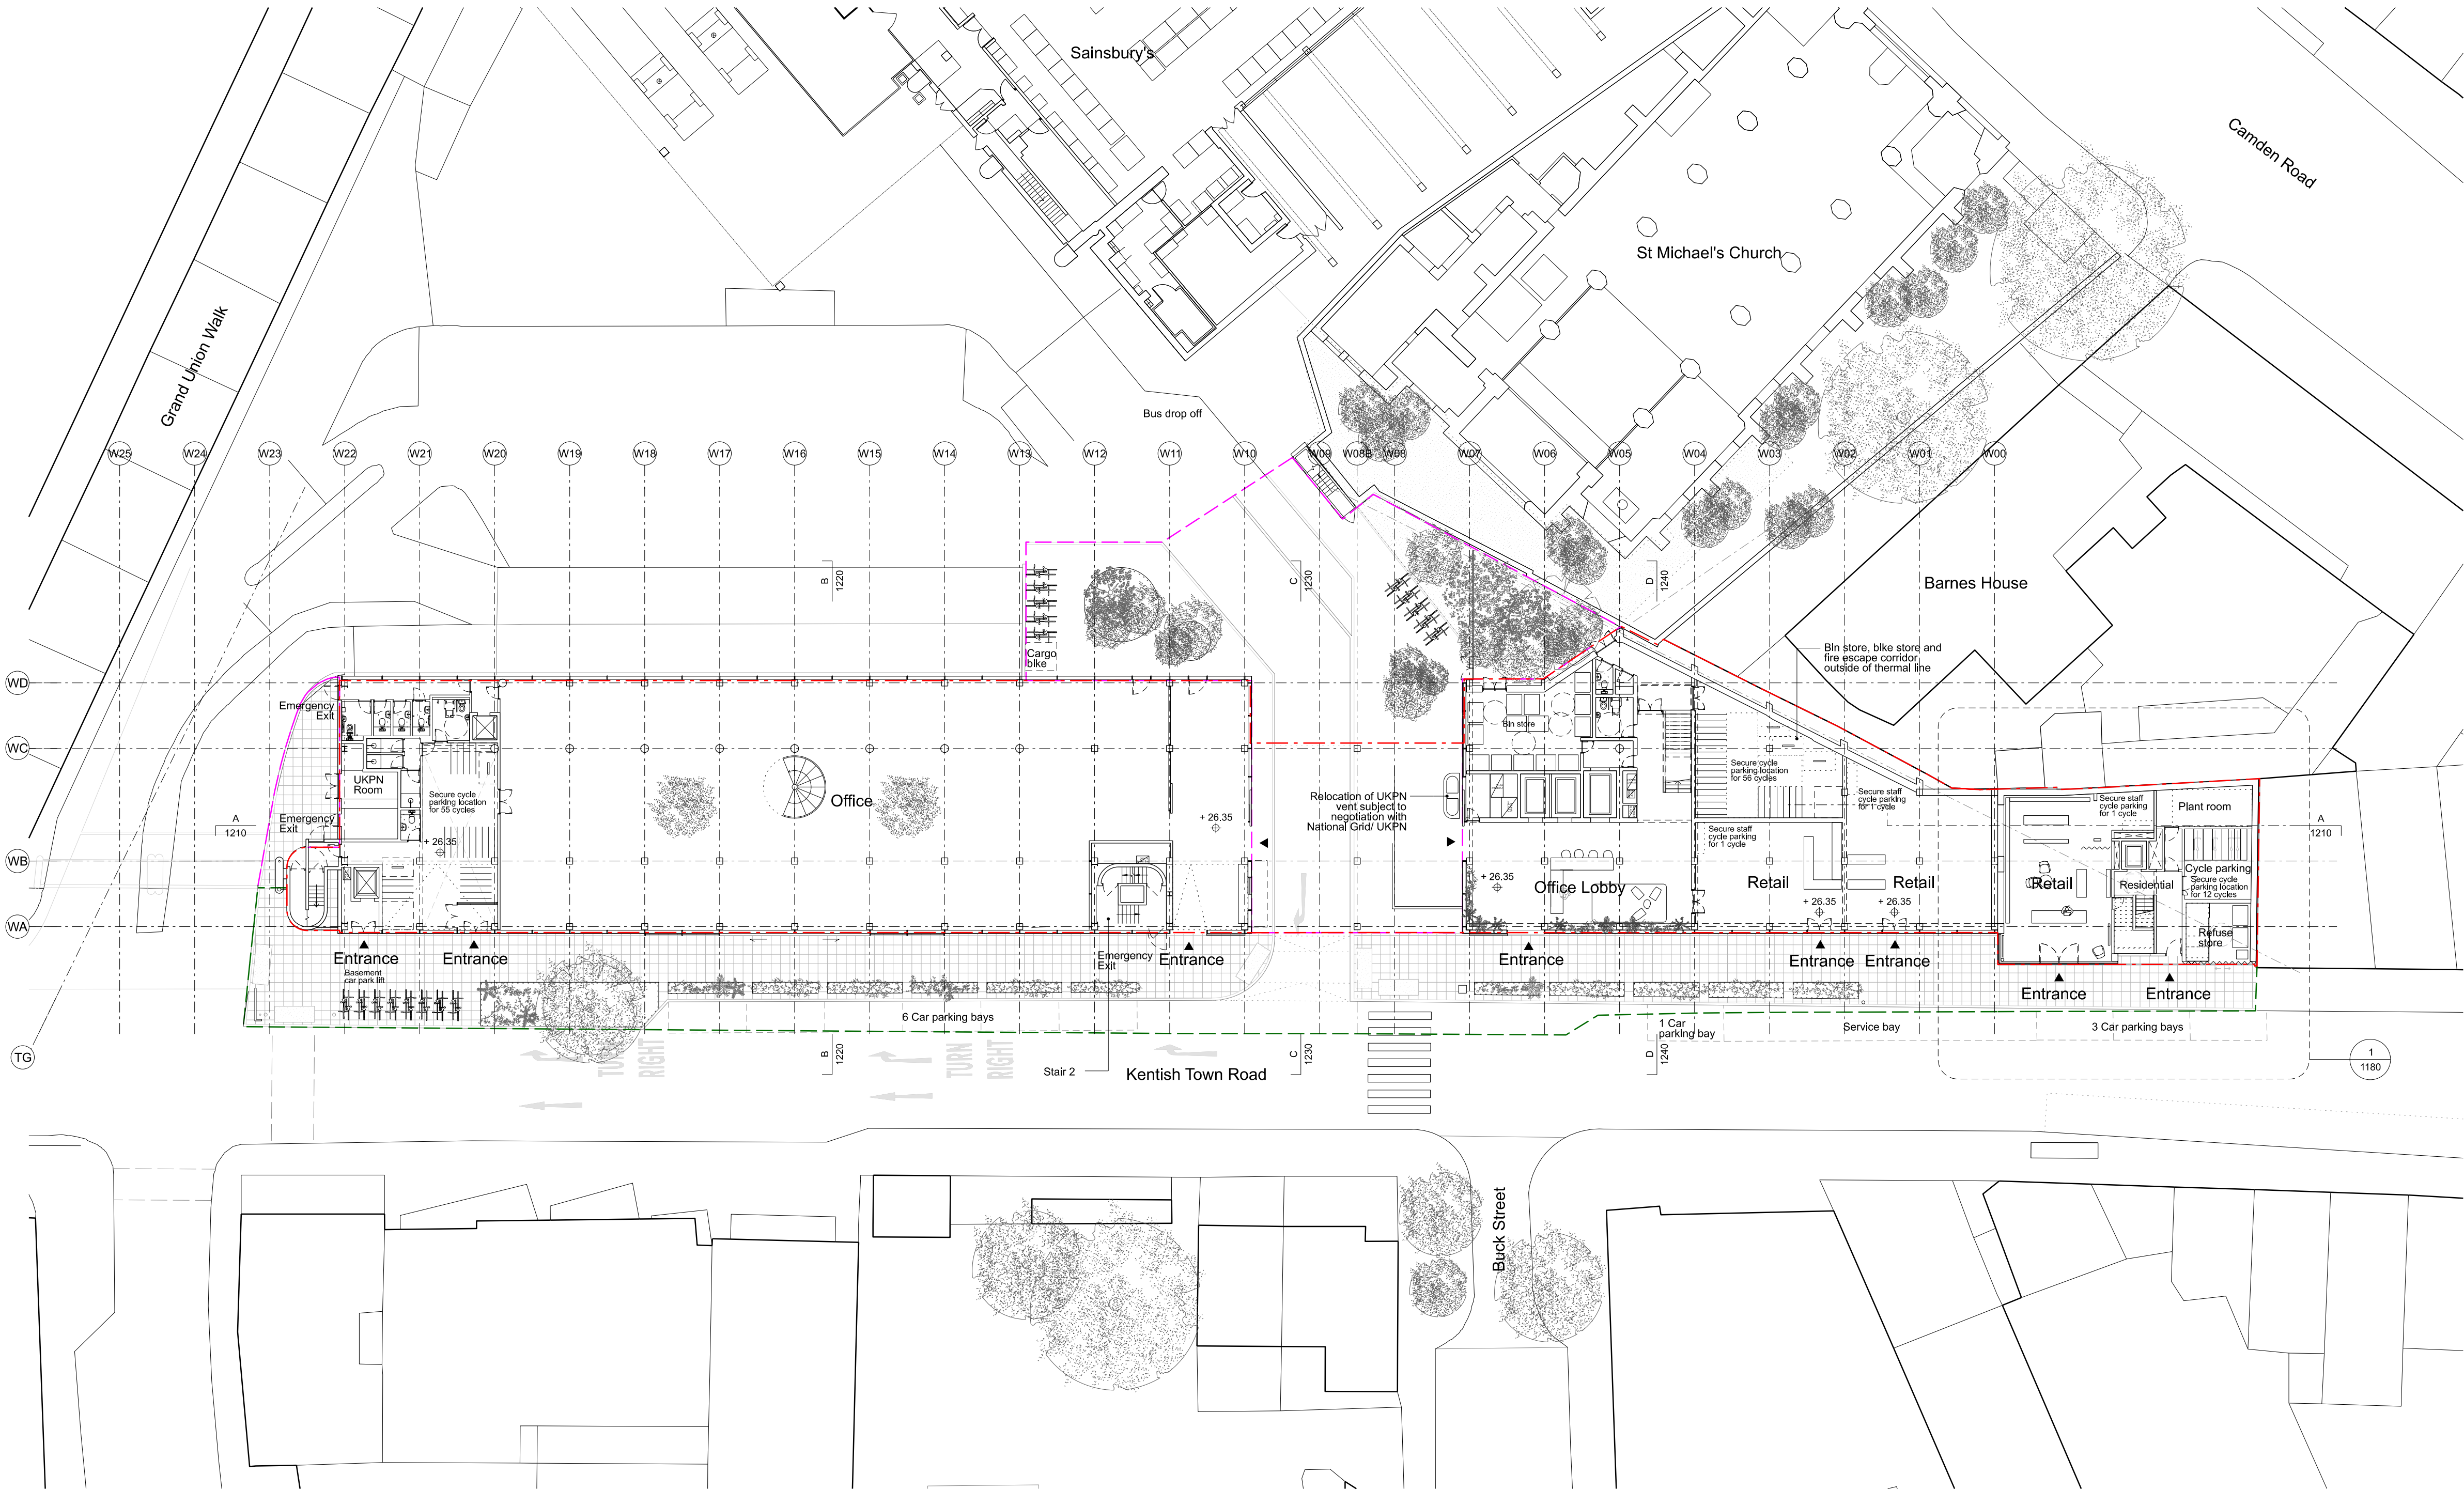 Sainsbury's
Camden Road
St Michael's Church
Grand Union Walk
Bus drop off
W25
W24
W23
W22
W21
W20
W19
W18
W17
W16
W15
W14
W13
W12
W11
W10
W09
W08B
W08
W07
W06
W05
W04
W03
W02
W01
W00
B
1220
C
1230
D
1240
Barnes House
Cargo
bike
Bin store, bike store and
fire escape corridor
outside of thermal line
WD
Emergency
Exit
Bin store
WC
UKPN
Room
Secure cycle
parking location
for 55 cycles
Office
Relocation of UKPN
vent subject to
negotiation with
National Grid/ UKPN
Secure cycle
parking location
for 56 cycles
Secure staff
cycle parking
for 1 cycle
Secure staff
cycle parking
for 1 cycle
Plant room
A
1210
Emergency
Exit
+ 26.35
+ 26.35
Secure staff
cycle parking
for 1 cycle
A
1210
WB
+ 26.35
Office Lobby
Retail
Retail
Retail
Residential
Cycle parking
Secure cycle
parking location
for 12 cycles
+ 26.35
+ 26.35
WA
Refuse
store
Entrance
Basement
car park lift
Entrance
Emergency
Exit
Entrance
Entrance
Entrance
Entrance
Entrance
Entrance
6 Car parking bays
1 Car
parking bay
Service bay
3 Car parking bays
TG
TURN
RIGHT
B
1220
TURN
RIGHT
Stair 2
Kentish Town Road
C
1230
D
1240
1
1180
Buck Street